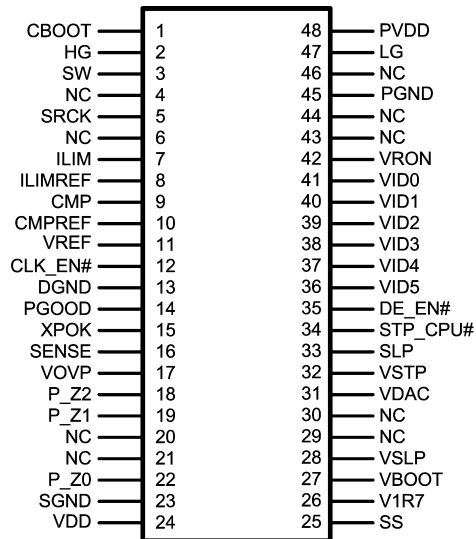 CBOOT 1 48 PVDD
HG 2 47 LG
SW 3 46 NC
NC 4 45 PGND
SRCK 5 44 NC
NC 6 43 NC
ILIM 7 42 VRON
ILIMREF 8 41 VID0
CMP 9 40 VID1
CMPREF 10 39 VID2
VREF 11 38 VID3
CLK_EN# 12 37 VID4
DGND 13 36 VID5
PGOOD 14 35 DE_EN#
XPOK 15 34 STP_CPU#
SENSE 16 33 SLP
VOVP 17 32 VSTP
P_Z2 18 31 VDAC
P_Z1 19 30 NC
NC 20 29 NC
NC 21 28 VSLP
P_Z0 22 27 VBOOT
SGND 23 26 V1R7
VDD 24 25 SS